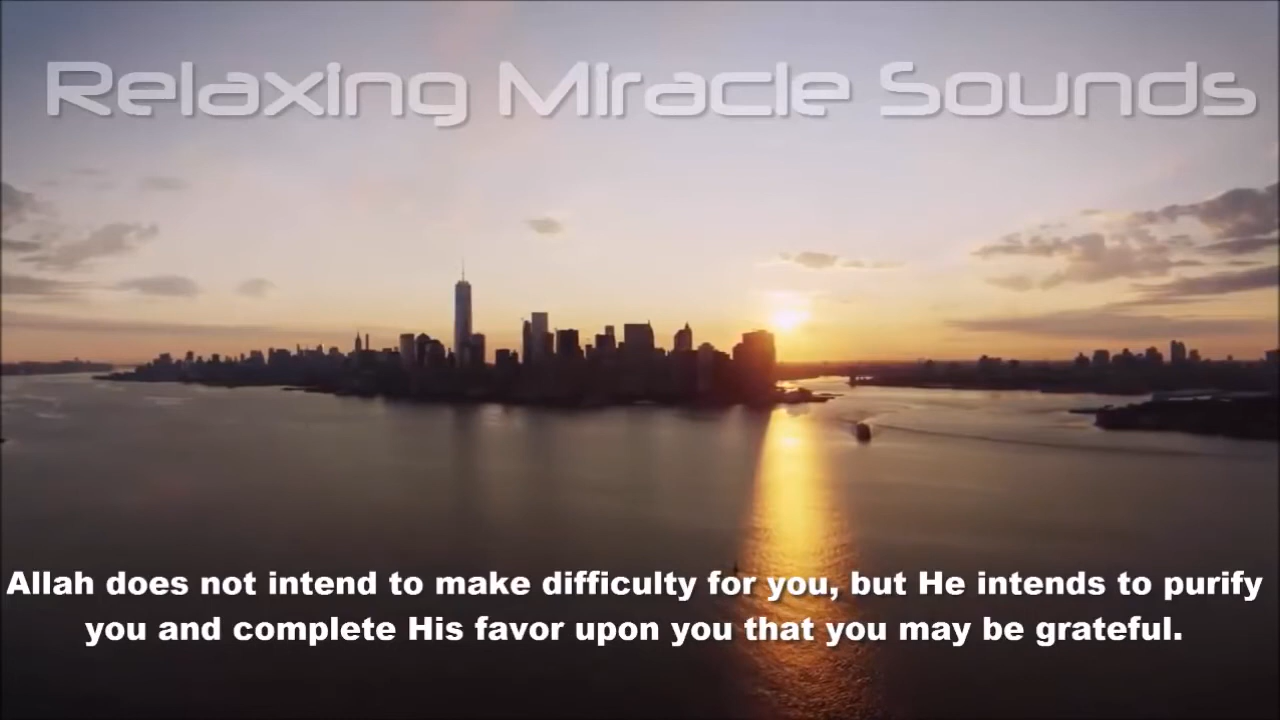 Relaxing Miracle Sounds
Allah does not intend to make difficulty for you, but He intends to purify
you and complete His favor upon you that you may be grateful.